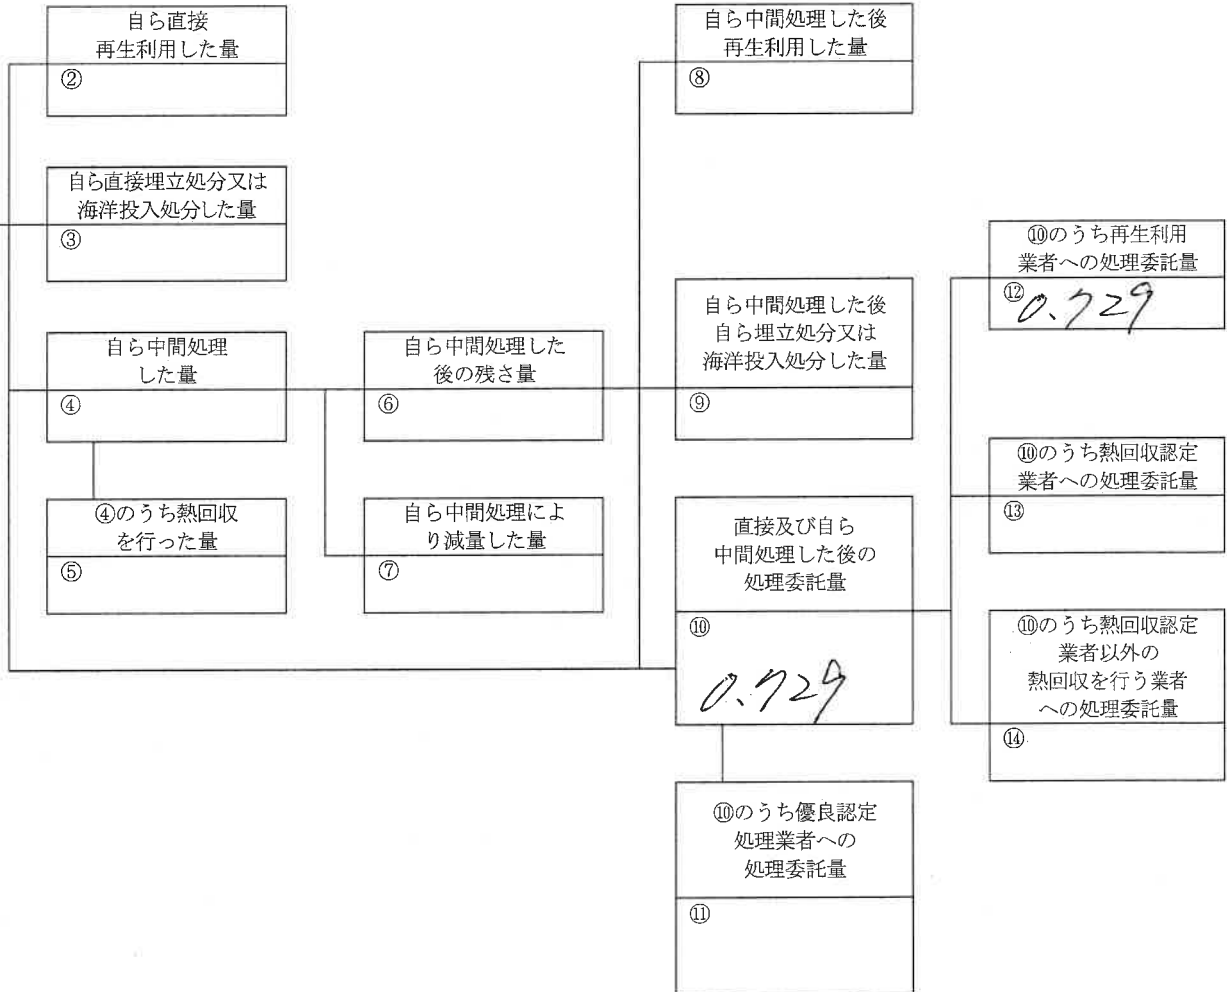 自ら直接
再生利用した量
②
自ら直接埋立処分又は
海洋投入処分した量
③
自ら中間処理
した量
④
④のうち熱回収
を行った量
⑤
自ら中間処理した
後の残さ量
⑥
自ら中間処理によ
り減量した量
⑦
自ら中間処理した後
再生利用した量
⑧
自ら中間処理した後
自ら埋立処分又は
海洋投入処分した量
⑨
直接及び自ら
中間処理した後の
処理委託量
⑩
0.729
⑩のうち優良認定
処理業者への
処理委託量
⑪
⑩のうち再生利用
業者への処理委託量
⑫
0.729
⑩のうち熱回収認定
業者への処理委託量
⑬
⑩のうち熱回収認定
業者以外の
熱回収を行う業者
への処理委託量
⑭